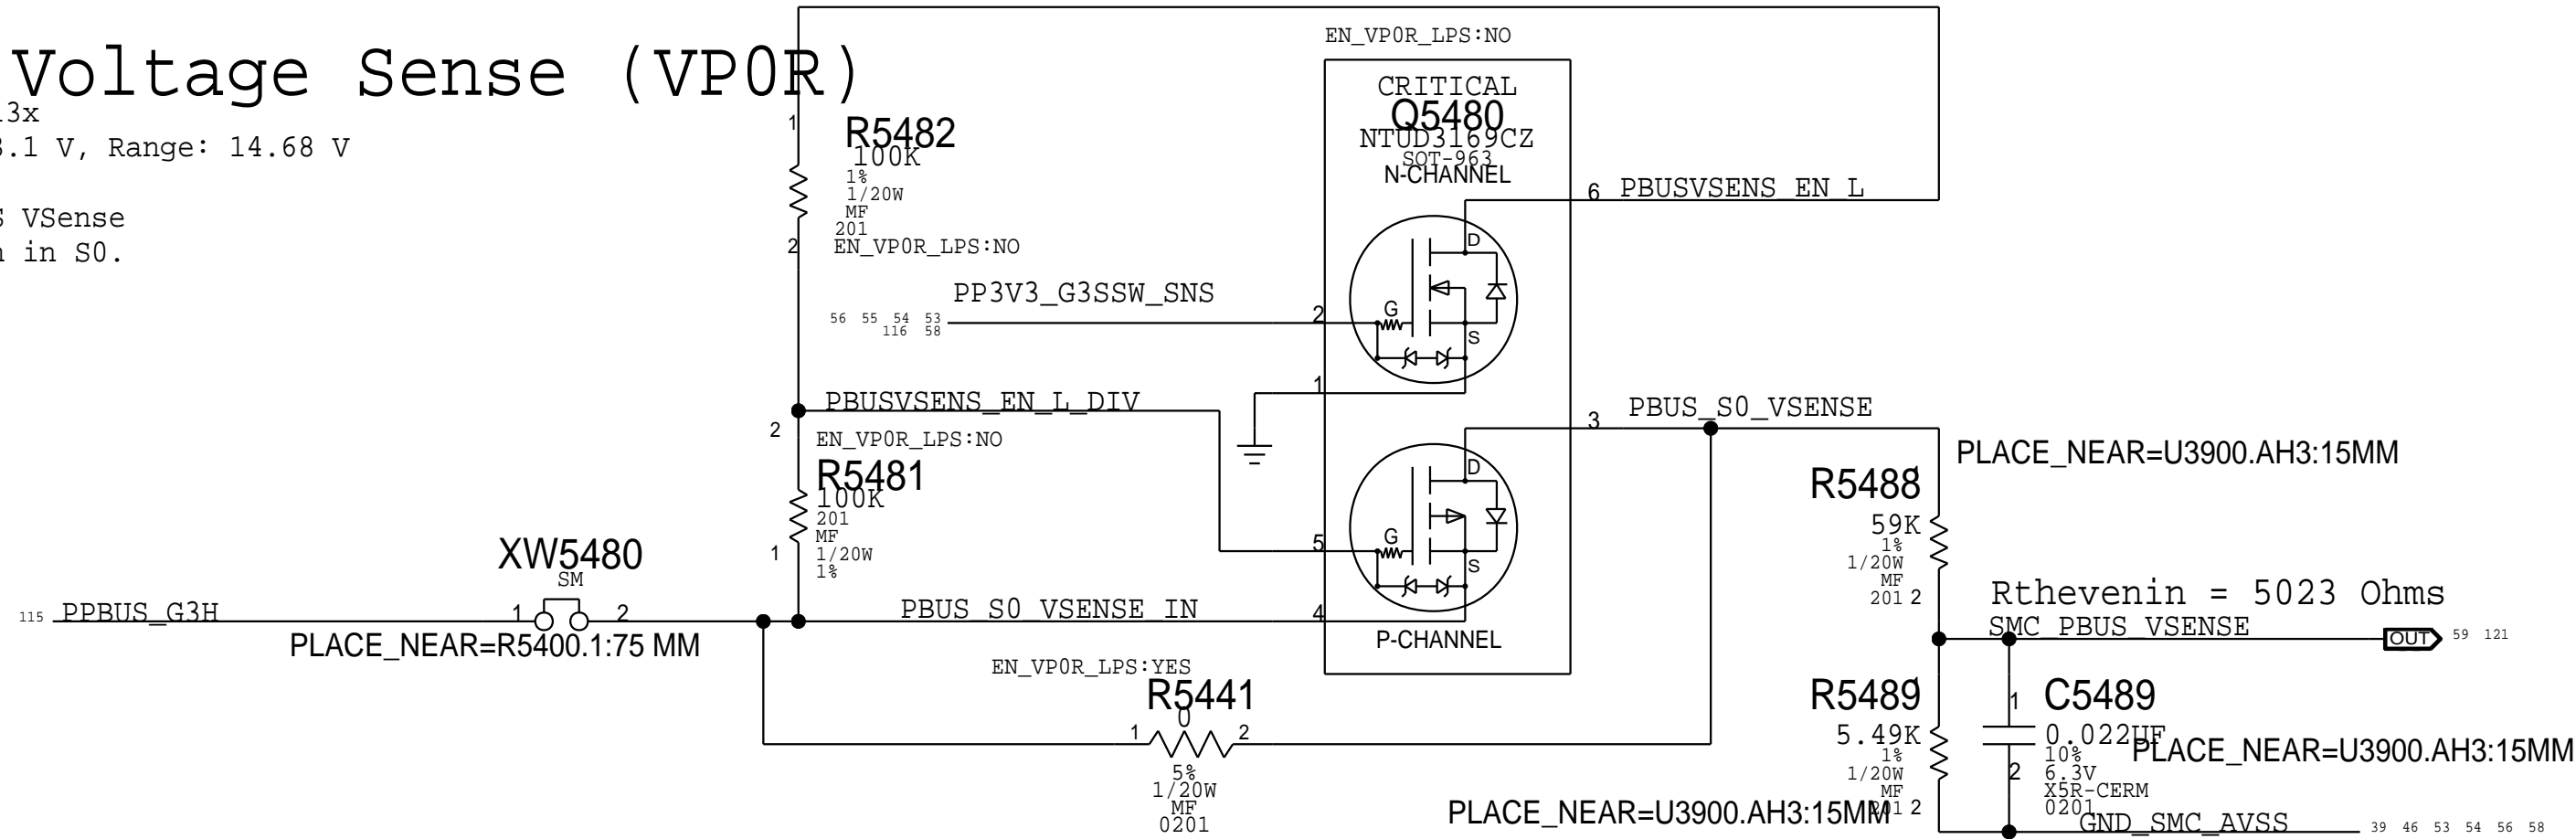 Voltage Sense (VP0R)
3x
.1 V, Range: 14.68 V
VSense
in S0.
EN_VP0R_LPS:NO
CRITICAL
Q5480
NTUD3169CZ
SOT-963
N-CHANNEL
1
R5482
100K
1%
1/20W
MF
201
2
EN_VP0R_LPS:NO
6
PBUSVSENS_EN_L
D
G
S
PP3V3_G3SSW_SNS
56 55 54 53
116 58
2
1
PBUSVSENS_EN_L_DIV
2
EN_VP0R_LPS:NO
R5481
100K
201
MF
1/20W
1%
1
3
PBUS_S0_VSENSE
D
G
S
5
PLACE_NEAR=U3900.AH3:15MM
R5488
59K
1%
1/20W
MF
201
2
XW5480
SM
115
PPBUS_G3H
1
2
PLACE_NEAR=R5400.1:75 MM
PBUS_S0_VSENSE_IN
4
P-CHANNEL
Rthevenin = 5023 Ohms
SMC_PBUS_VSENSE
OUT
59 121
EN_VP0R_LPS:YES
R5441
0
1
2
5%
1/20W
MF
0201
R5489
5.49K
1%
1/20W
MF
201
2
1
C5489
0.022UF
10%
2
6.3V
X5R-CERM
0201
PLACE_NEAR=U3900.AH3:15MM
PLACE_NEAR=U3900.AH3:15MM
GND_SMC_AVSS
39 46 53 54 56 58